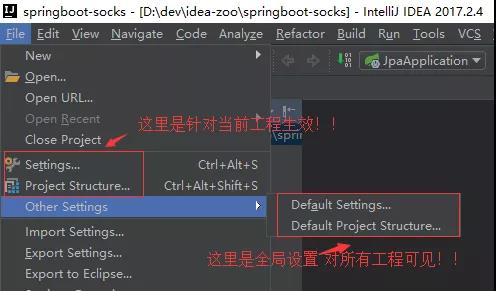 springboot-socks - [D:\dev\idea-zoo\springboot-socks] - IntelliJ IDEA 2017.2.4
File Edit View Navigate Code Analyze Refactor Build Run Tools VCS
New
Open...
Open URL...
Open Recent
Close Project
Settings... Ctrl+Alt+S
Project Structure... Ctrl+Alt+Shift+S
Other Settings
Import Settings...
Export Settings...
Export to Eclipse...
JpaApplication
\sprin
这里是针对当前工程生效！！
Default Settings...
Default Project Structure...
这里是全局设置 对所有工程可见！！